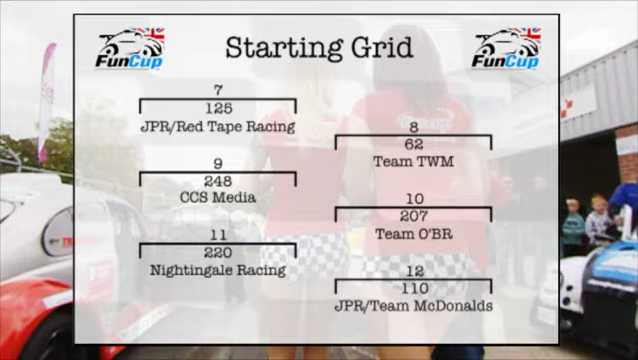 FunCup
Starting Grid
FunCup
7
125
JPR/Red Tape Racing
8
62
Team TWM
9
248
CCS Media
10
207
Team O'BR
11
220
Nightingale Racing
12
110
JPR/Team McDonalds